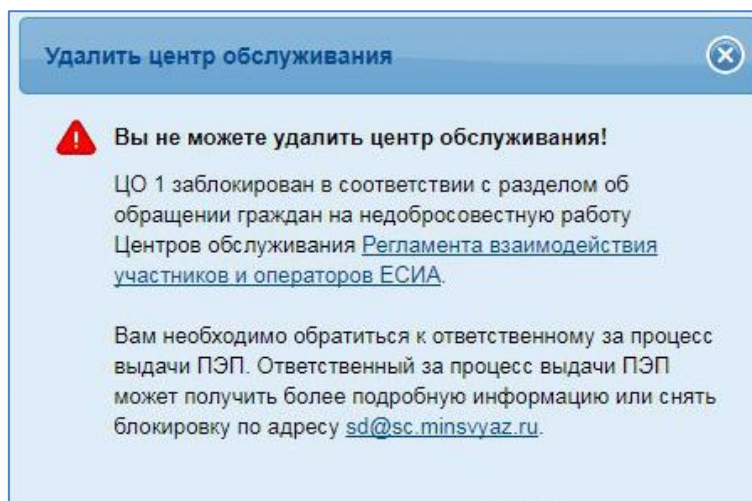 Удалить центр обслуживания
Вы не можете удалить центр обслуживания!
ЦО 1 заблокирован в соответствии с разделом об
обращении граждан на недобросовестную работу
Центров обслуживания Регламента взаимодействия
участников и операторов ЕСИА.
Вам необходимо обратиться к ответственному за процесс
выдачи ПЭП. Ответственный за процесс выдачи ПЭП
может получить более подробную информацию или снять
блокировку по адресу sd@sc.minsvyaz.ru.